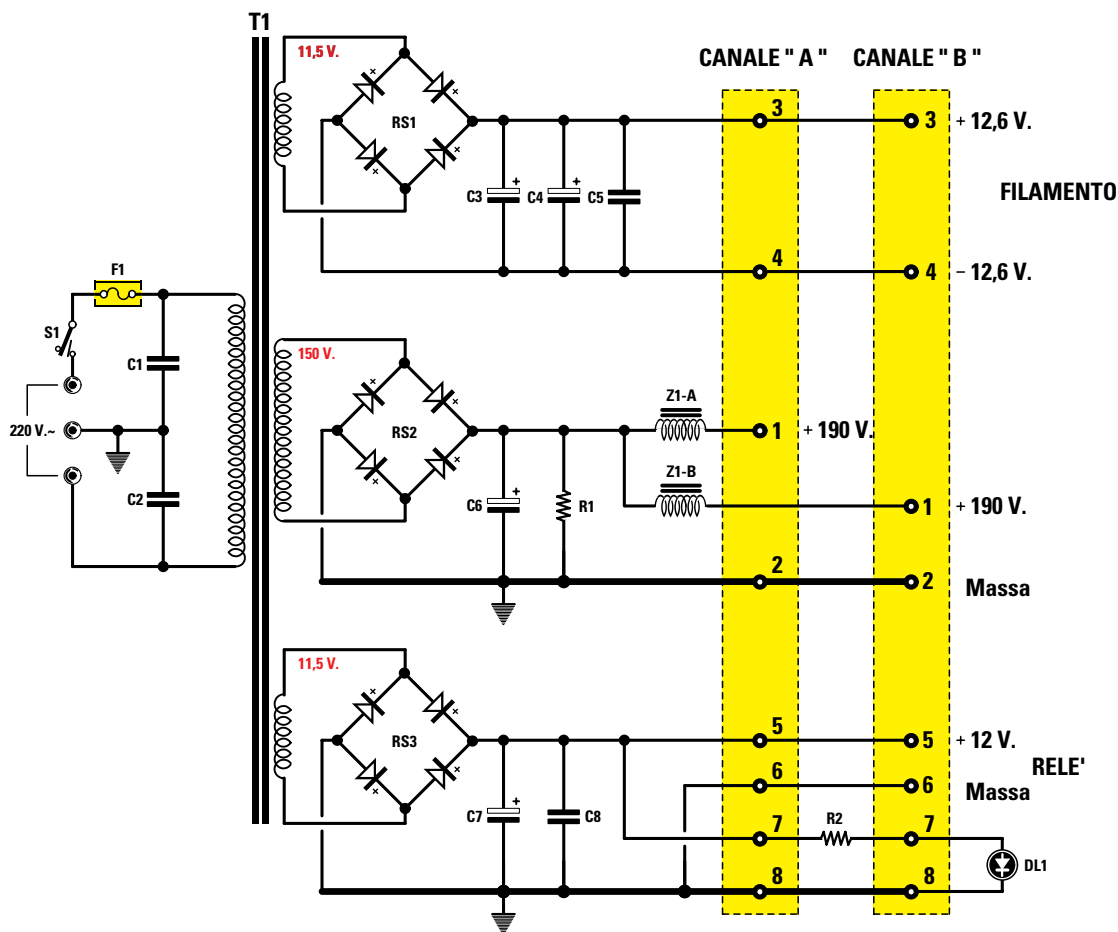 T1
11,5 V.
RS1
CANALE " A "
CANALE " B "
3
3
+ 12,6 V.
C3
+
C4
+
C5
FILAMENTO
4
4
– 12,6 V.
F1
S1
C1
220 V.~
C2
150 V.
RS2
C6
+
R1
Z1-A
1
+ 190 V.
Z1-B
1
+ 190 V.
2
2
Massa
11,5 V.
RS3
C7
+
C8
5
5
+ 12 V.
RELE'
6
6
Massa
7
R2
7
DL1
8
8